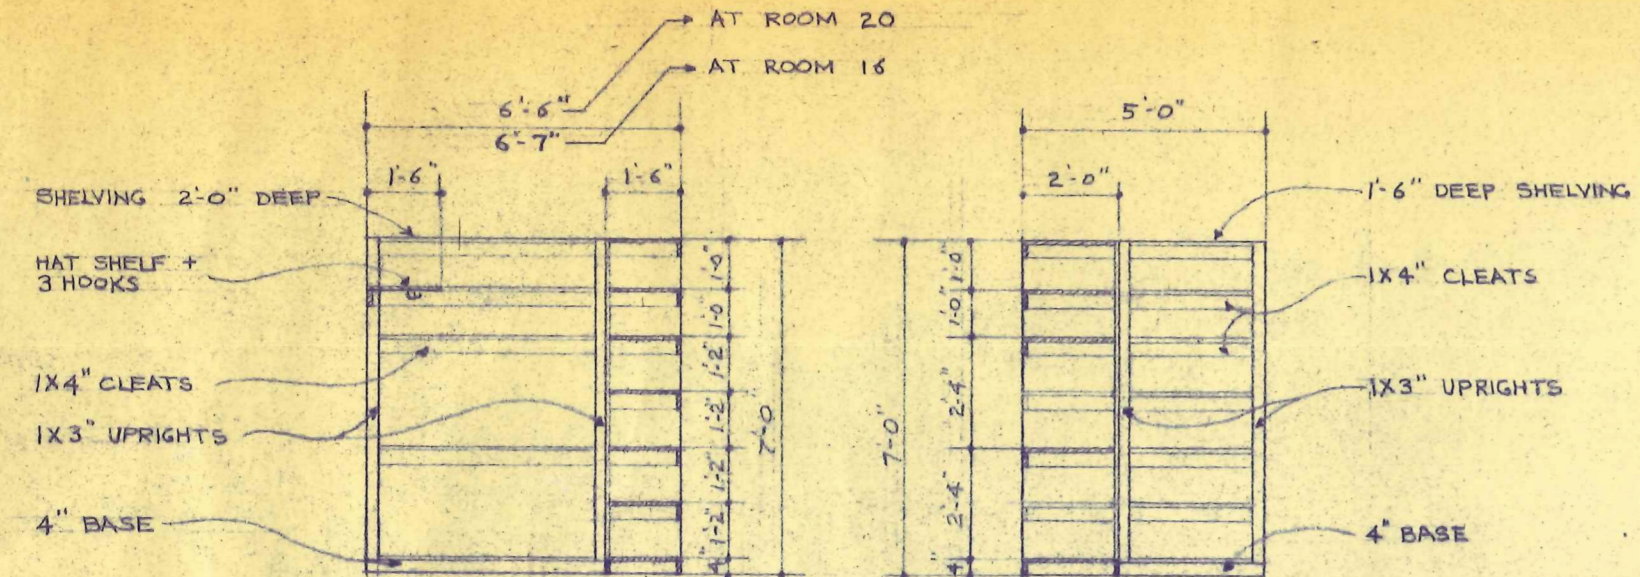 AT ROOM 20
AT ROOM 16
6'-6"
6'-7"
1'-6"
1'-6"
SHELVING 2'-0" DEEP
HAT SHELF +
3 HOOKS
1X4" CLEATS
1X3" UPRIGHTS
4" BASE
1'-0"
1'-0"
1'-2"
1'-2"
1'-2"
1'-2"
4"
7'-0"
5'-0"
2'-0"
7'-0"
1'-0"
1'-0"
2'-4"
2'-4"
4"
1'-6" DEEP SHELVING
1X4" CLEATS
1X3" UPRIGHTS
4" BASE